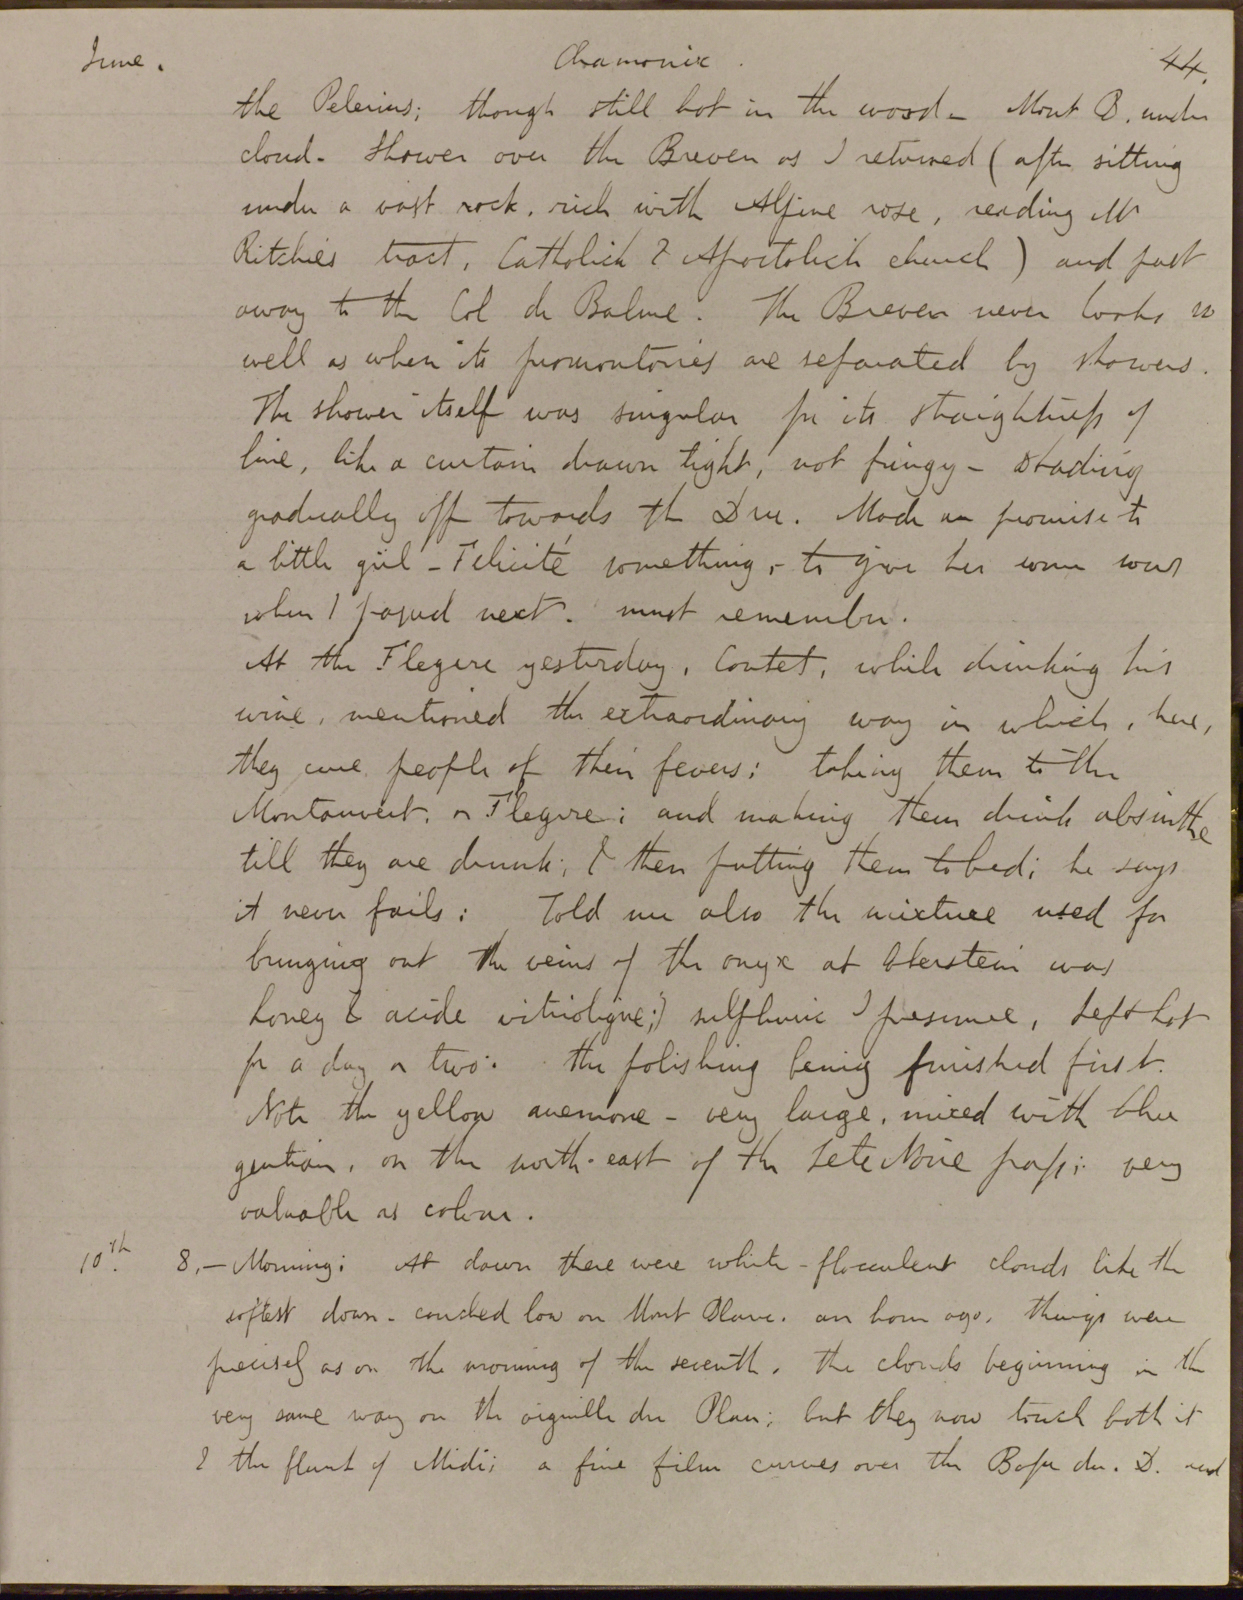 June. Chamonix. 44.
the Pelerins; though still hot in the wood - Mont B. under
cloud. Shower over the Breven as I returned (after sitting
under a vast rock, rich with Alpine rose, reading Mr
Ritchies tract, Catholick & Apostolick church) and past
away to the Col de Balme. The Breven never looks so
well as when its promontories are separated by showers.
The shower itself was singular for its straightness of
line, like a curtain drawn tight, not fringy - shading
gradually off towards the Dru. Made a promise to
a little girl - Felicité something, - to give her some sous
when I passed next. must remember.
At the Flegere yesterday, Coutet, while drinking his
wine, mentioned the extraordinary way in which, here,
they cure people of their fevers; taking them to the
Montanvert, or Flegere; and making them drink absinthe
till they are drunk; & then putting them to bed; he says
it never fails: Told me also the mixture used for
bringing out the veins of the onyx at Oberstein was
honey & acide vitriolique;) sulphuric I presume, left hot
for a day or two: the polishing being finished first.
Note the yellow anemone - very large, mixed with blue
gentian, on the north-east of the Tete Noire pass; very
valuable as colour.
10th. 8, - Morning; At dawn there were white - flocculent clouds like the
softest down - couched low on Mont Blanc. an hour ago, things were
precisely as on the morning of the seventh, the clouds beginning in the
very same way on the aiguille du Plan; but they now touch both it
& the flank of Midi; a fine film curves over the Bosse du. D. and